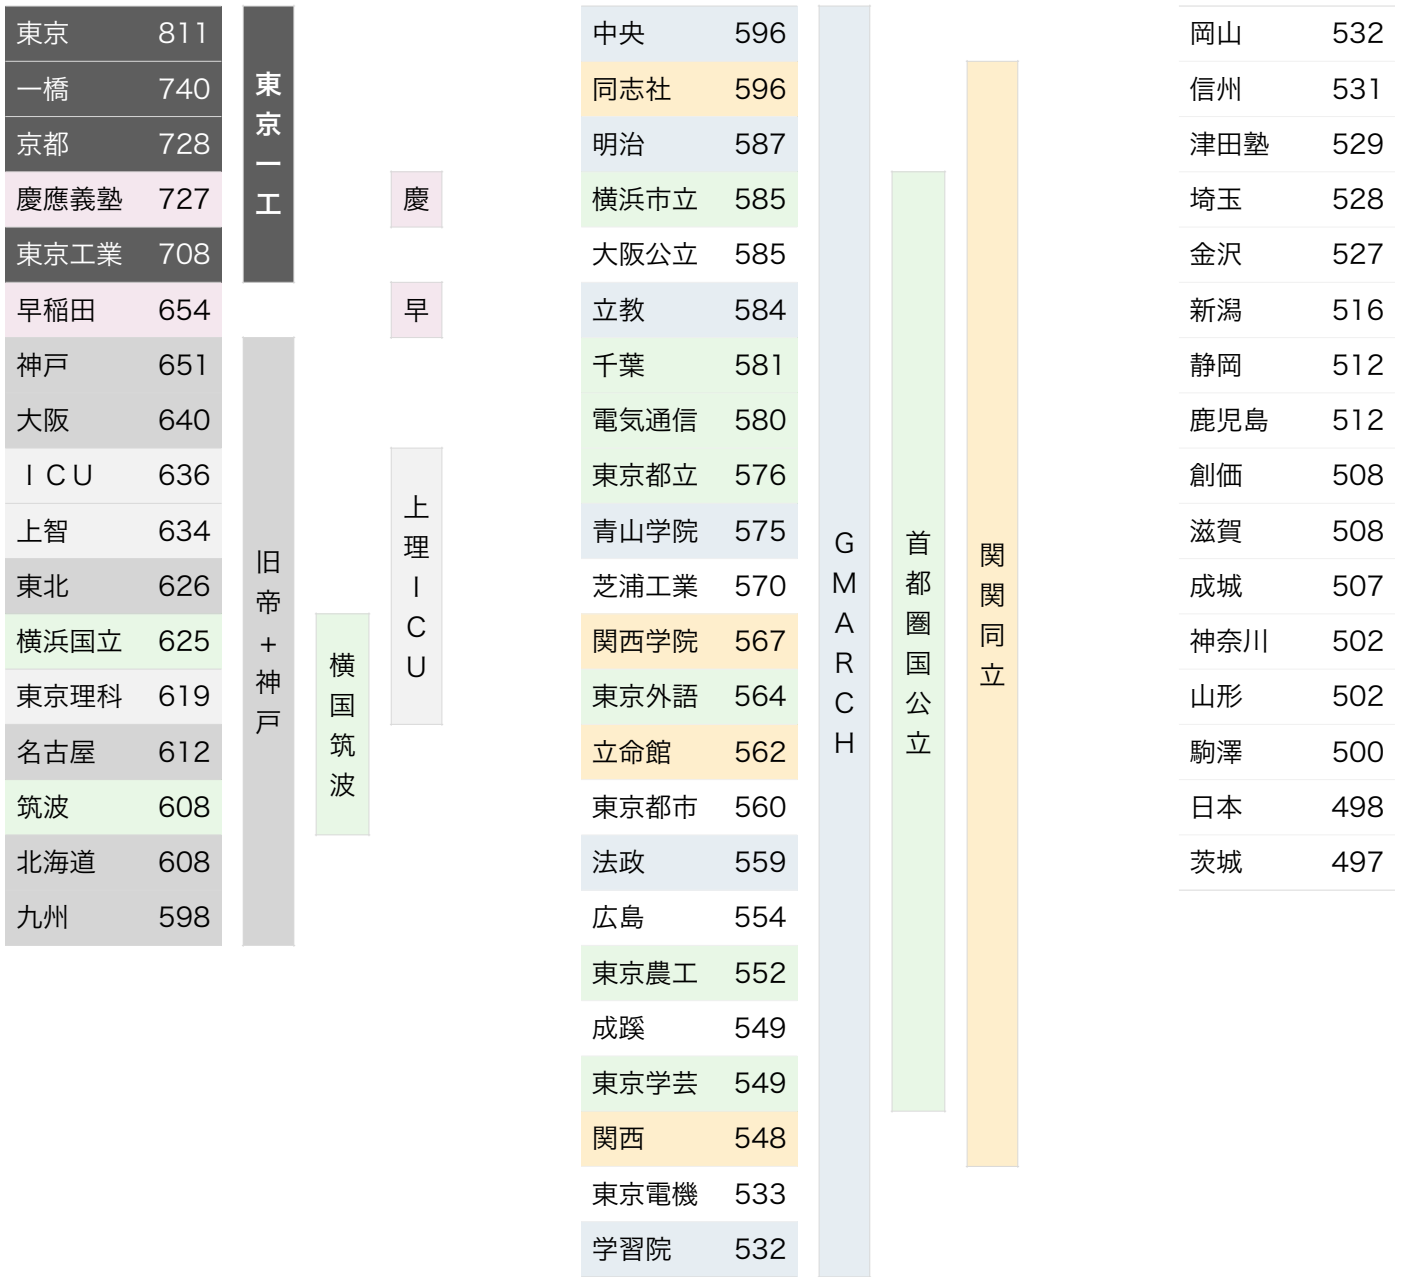 東京 811
一橋 740
京都 728
慶應義塾 727
東京工業 708
早稲田 654
神戸 651
大阪 640
ＩＣＵ 636
上智 634
東北 626
横浜国立 625
東京理科 619
名古屋 612
筑波 608
北海道 608
九州 598
東京一工
旧帝+神戸
横国筑波
慶
早
上理ＩＣＵ
中央 596
同志社 596
明治 587
横浜市立 585
大阪公立 585
立教 584
千葉 581
電気通信 580
東京都立 576
青山学院 575
芝浦工業 570
関西学院 567
東京外語 564
立命館 562
東京都市 560
法政 559
広島 554
東京農工 552
成蹊 549
東京学芸 549
関西 548
東京電機 533
学習院 532
GMARCH
首都圏国公立
関関同立
岡山 532
信州 531
津田塾 529
埼玉 528
金沢 527
新潟 516
静岡 512
鹿児島 512
創価 508
滋賀 508
成城 507
神奈川 502
山形 502
駒澤 500
日本 498
茨城 497